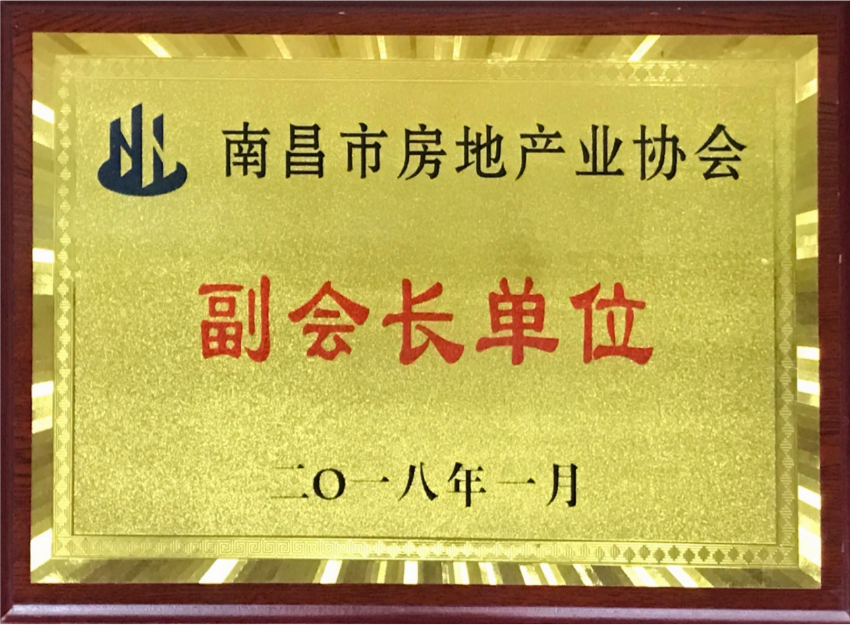 南昌市房地产业协会
副会长单位
二〇一八年一月